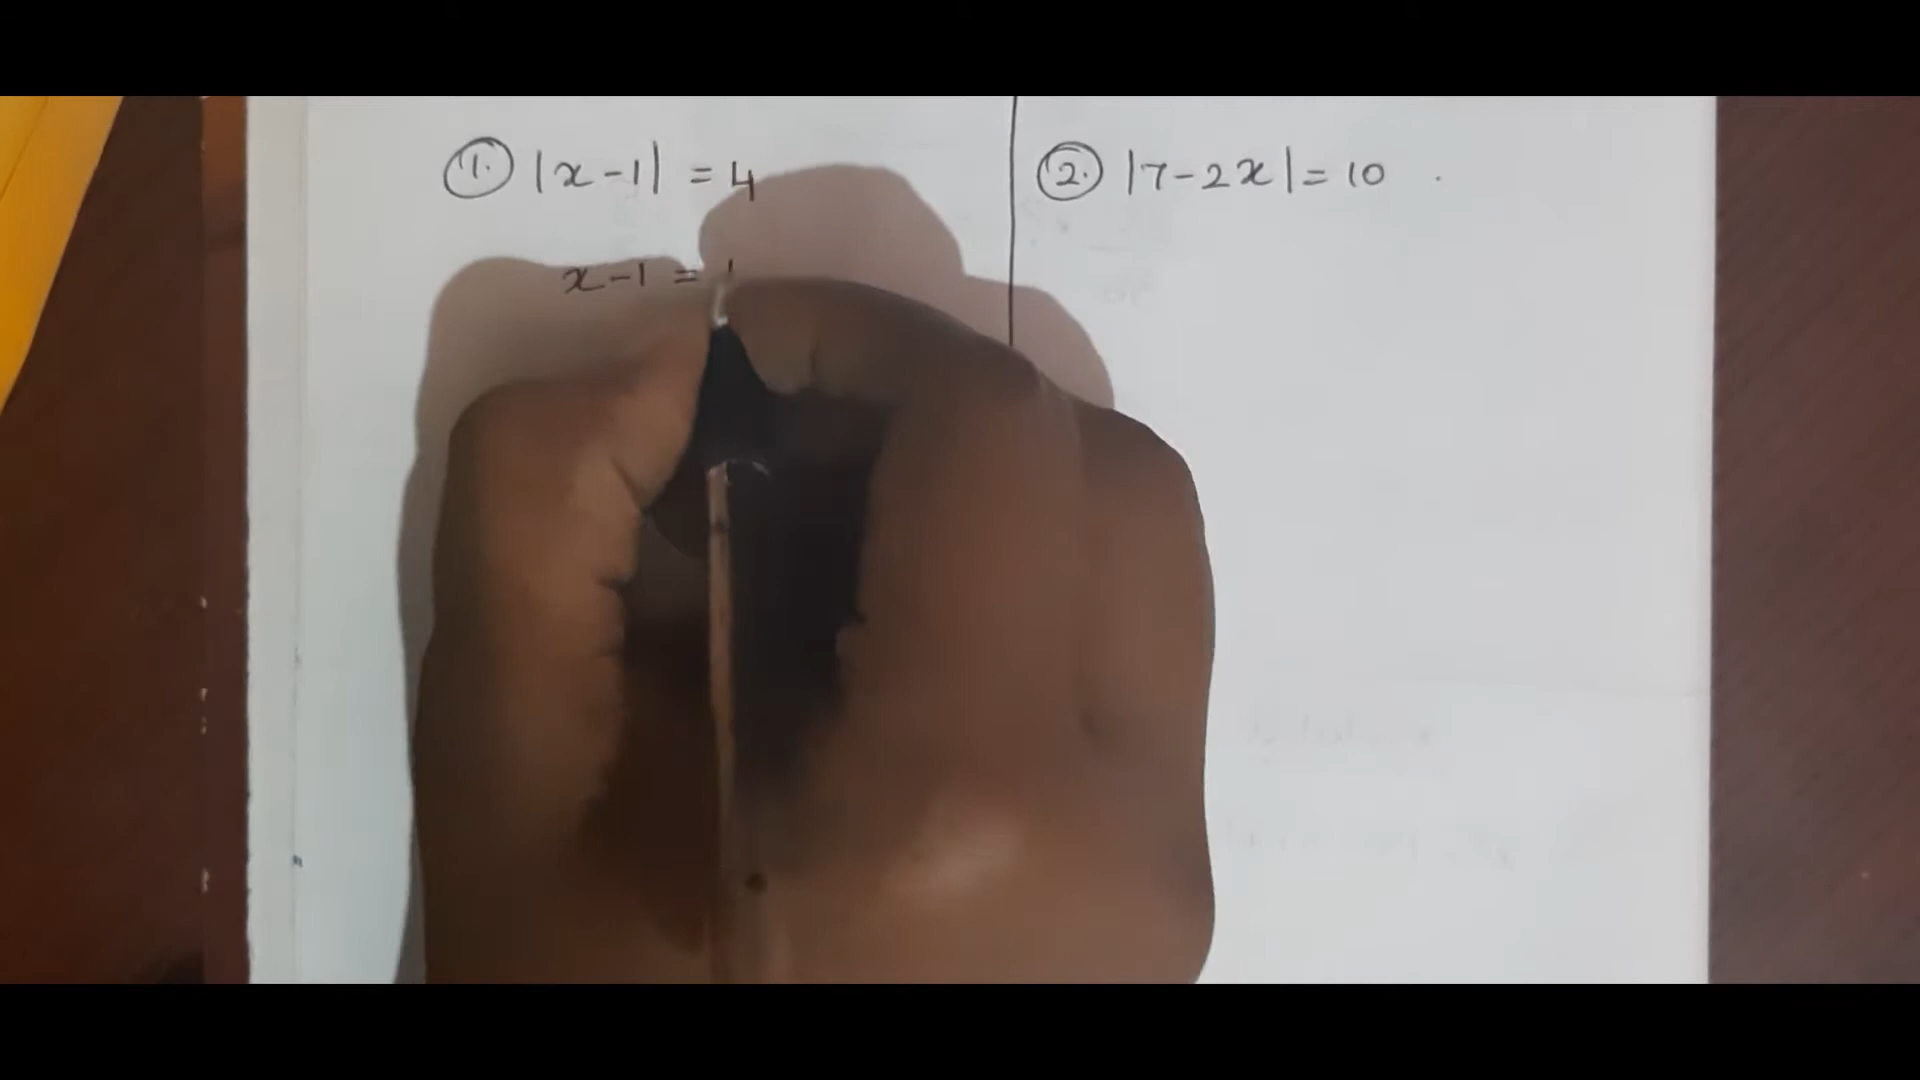 1. |x-1| = 4
2. |7-2x| = 10
x-1 =